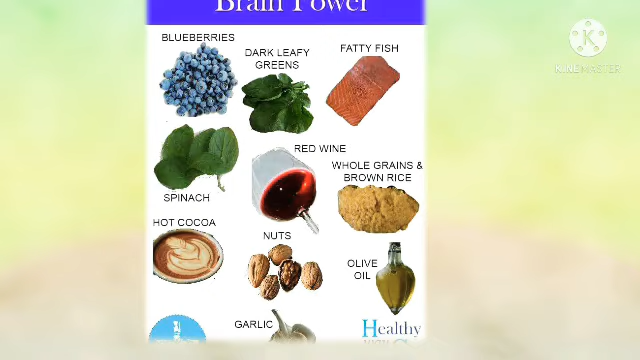 Brain Power
BLUEBERRIES
DARK LEAFY
GREENS
FATTY FISH
KINEMASTER
RED WINE
WHOLE GRAINS &
BROWN RICE
SPINACH
HOT COCOA
NUTS
OLIVE
OIL
GARLIC
Healthy